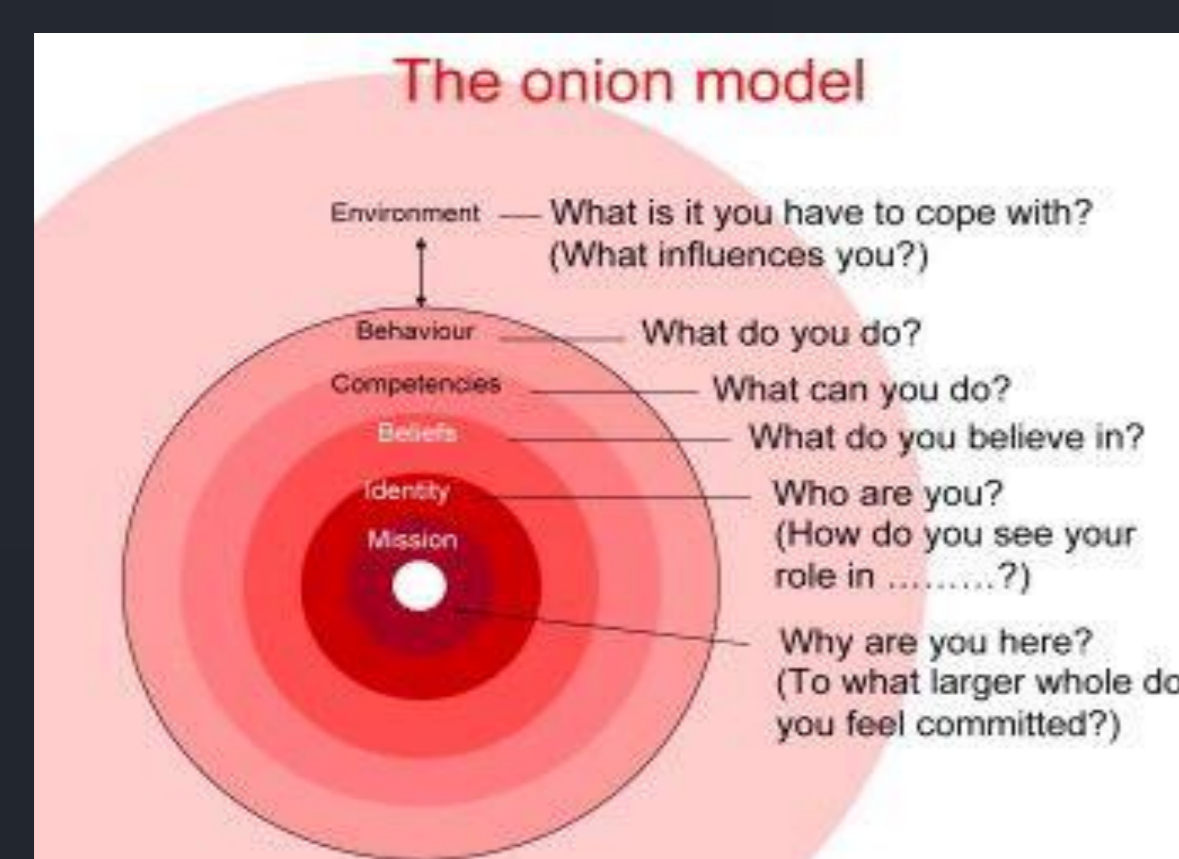 The onion model
Environment
What is it you have to cope with?
(What influences you?)
Behaviour
What do you do?
Competencies
What can you do?
Beliefs
What do you believe in?
Identity
Who are you?
(How do you see your
role in .........?)
Mission
Why are you here?
(To what larger whole do
you feel committed?)